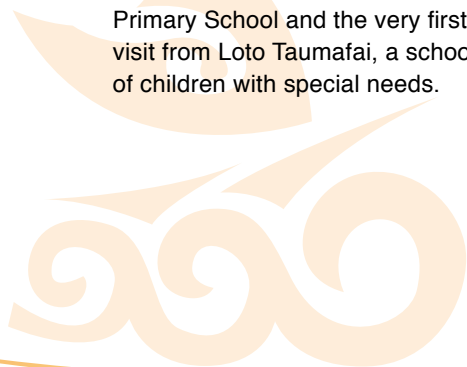 Primary School and the very first
visit from Loto Taumafai, a school
of children with special needs.